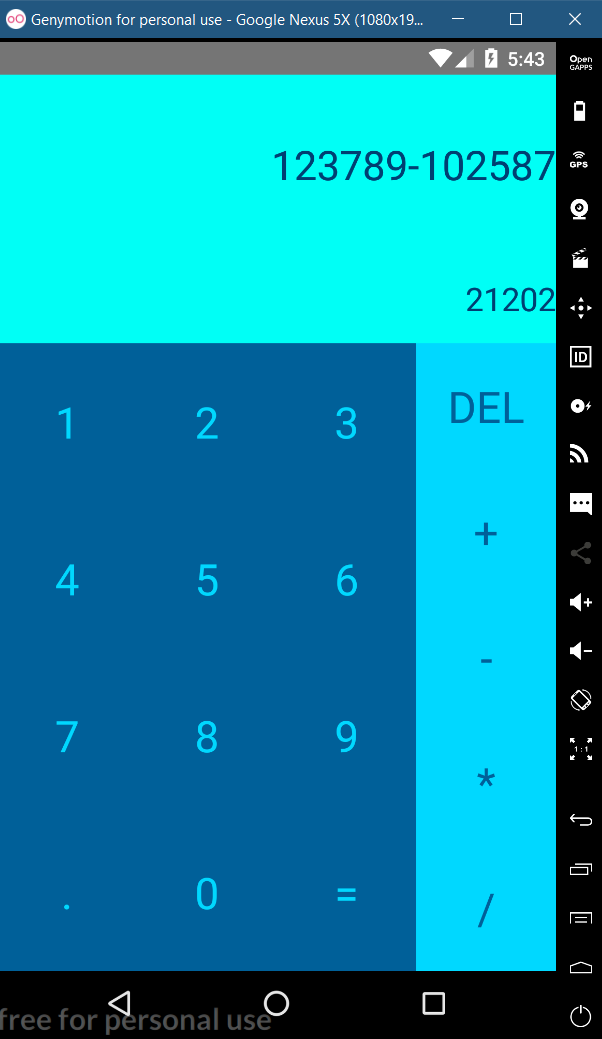 Genymotion for personal use - Google Nexus 5X (1080x19...
5:43
Open
GAPPS
123789-102587
GPS
21202
ID
1 2 3 DEL
+
4 5 6
-
7 8 9
1:1
*
. 0 =
/
free for personal use